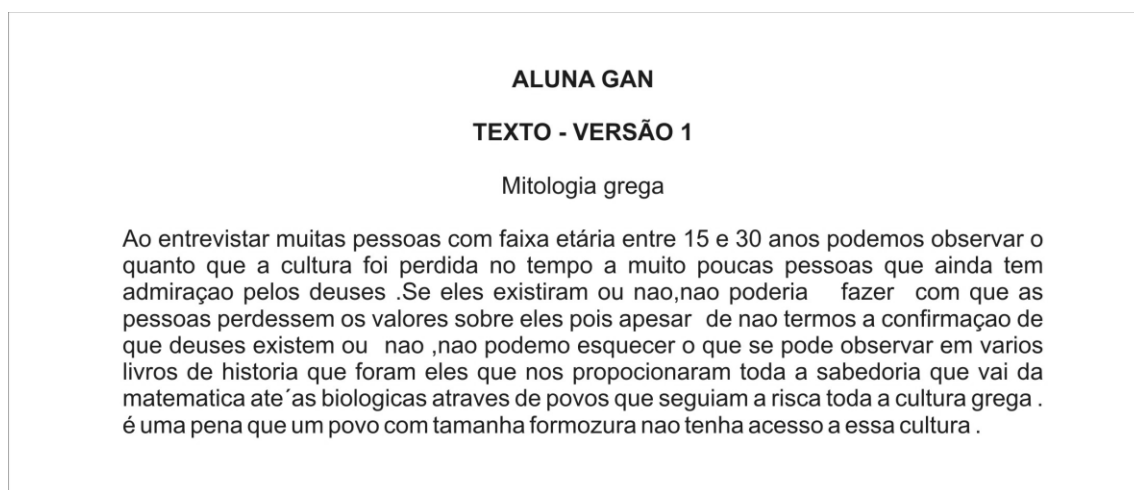 ALUNA GAN
TEXTO - VERSÃO 1
Mitologia grega
Ao entrevistar muitas pessoas com faixa etária entre 15 e 30 anos podemos observar o
quanto que a cultura foi perdida no tempo a muito poucas pessoas que ainda tem
admiraçao pelos deuses .Se eles existiram ou nao,nao poderia fazer com que as
pessoas perdessem os valores sobre eles pois apesar de nao termos a confirmaçao de
que deuses existem ou nao ,nao podemo esquecer o que se pode observar em varios
livros de historia que foram eles que nos propocionaram toda a sabedoria que vai da
matematica ate´as biologicas atraves de povos que seguiam a risca toda a cultura grega .
é uma pena que um povo com tamanha formozura nao tenha acesso a essa cultura .